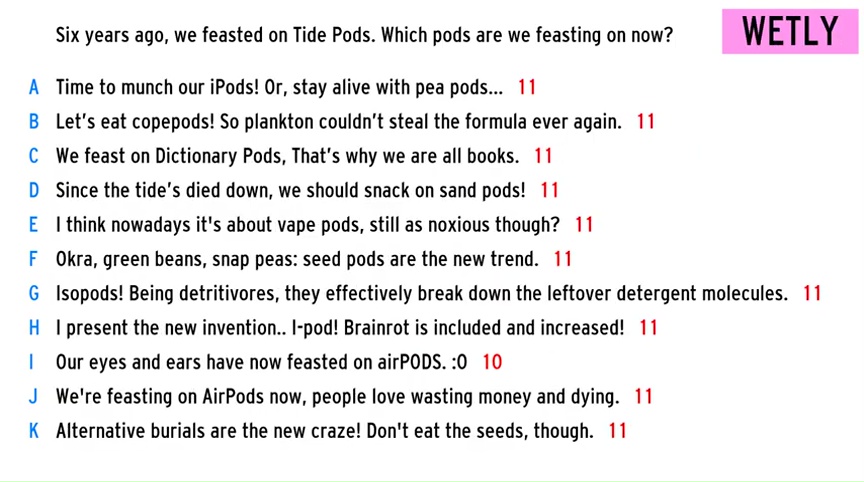 Six years ago, we feasted on Tide Pods. Which pods are we feasting on now?
WETLY
A Time to munch our iPods! Or, stay alive with pea pods... 11
B Let's eat copepods! So plankton couldn't steal the formula ever again. 11
C We feast on Dictionary Pods, That's why we are all books. 11
D Since the tide's died down, we should snack on sand pods! 11
E I think nowadays it's about vape pods, still as noxious though? 11
F Okra, green beans, snap peas: seed pods are the new trend. 11
G Isopods! Being detritivores, they effectively break down the leftover detergent molecules. 11
H I present the new invention.. I-pod! Brainrot is included and increased! 11
I Our eyes and ears have now feasted on airPODS. :O 10
J We're feasting on AirPods now, people love wasting money and dying. 11
K Alternative burials are the new craze! Don't eat the seeds, though. 11